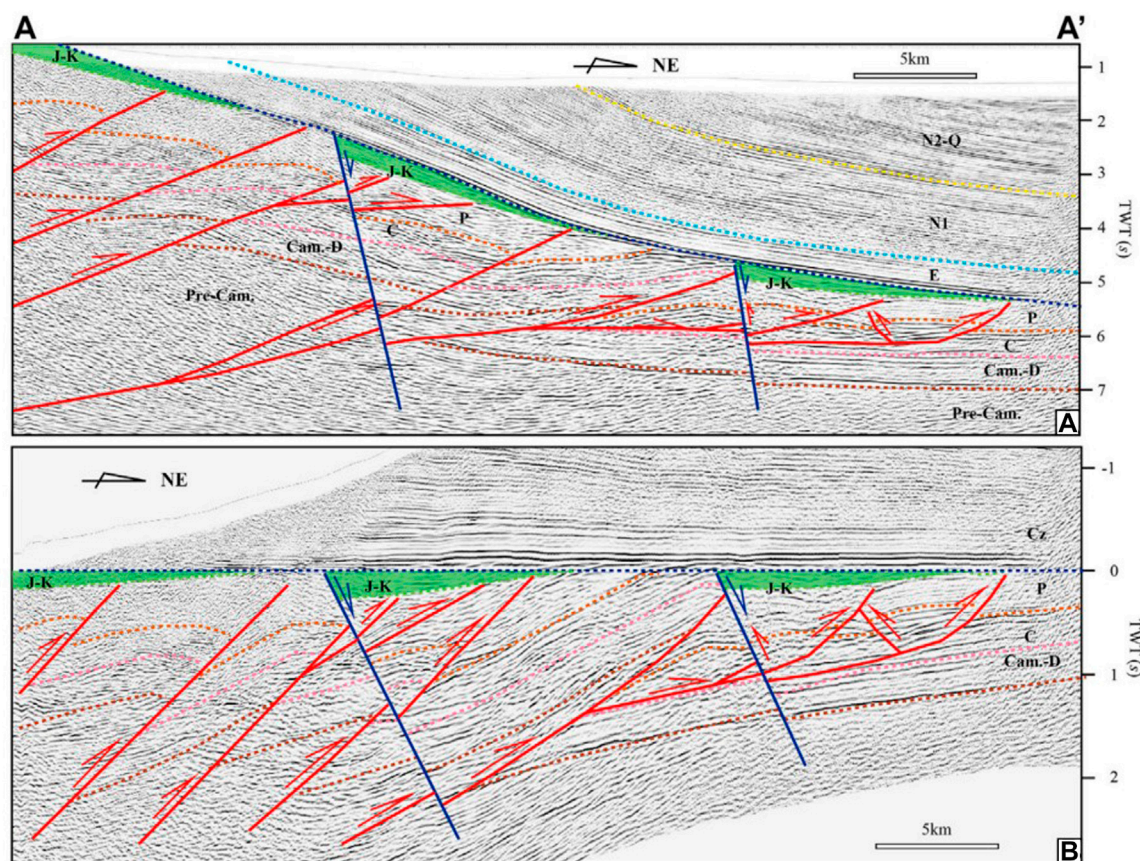 A A’
J-K
NE
5km
1
2
N2-Q
3
J-K
P
C
TWT (s)
4
N1
Cam.-D
E
5
J-K
Pre-Cam.
P
6
C
Cam.-D
7
Pre-Cam.
A
NE
-1
Cz
0
J-K
J-K
J-K
P
TWT (s)
C
Cam.-D
1
2
5km
B